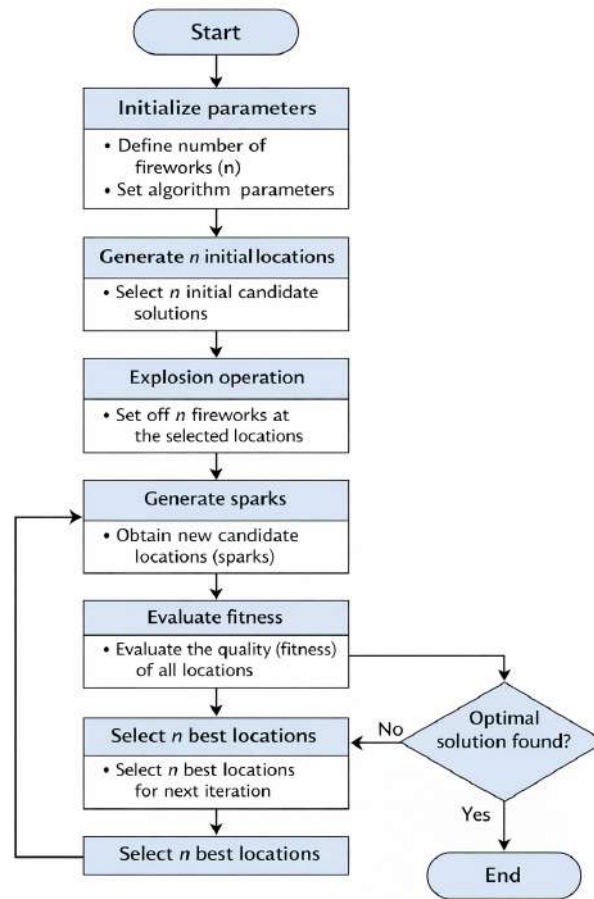 Start
Initialize parameters
• Define number of
fireworks (n)
• Set algorithm parameters
Generate n initial locations
• Select n initial candidate
solutions
Explosion operation
• Set off n fireworks at
the selected locations
Generate sparks
• Obtain new candidate
locations (sparks)
Evaluate fitness
• Evaluate the quality (fitness)
of all locations
Optimal
solution found?
No
Yes
Select n best locations
• Select n best locations
for next iteration
Select n best locations
End